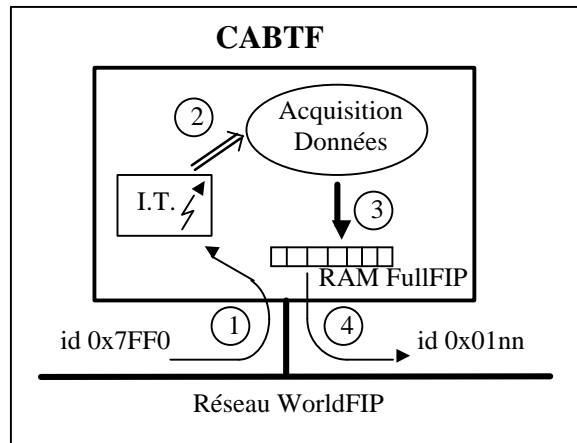 CABTF
2
Acquisition
Données
I.T.
3
RAM FullFIP
1
4
id 0x7FF0
id 0x01nn
Réseau WorldFIP